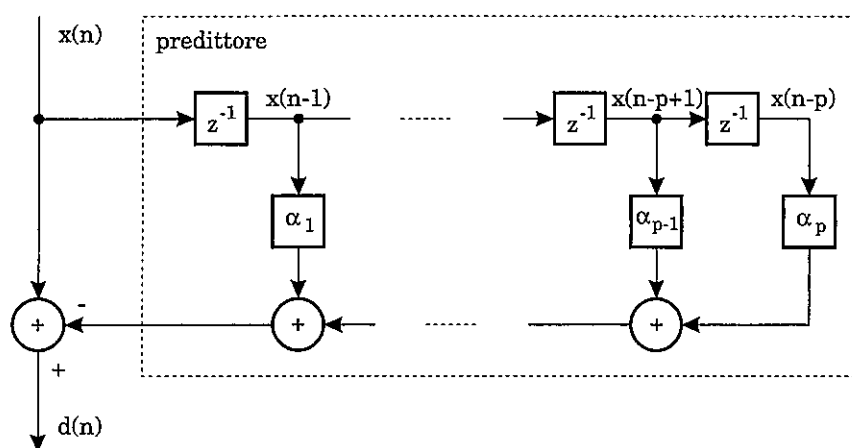 x(n)
predittore
x(n-1)
x(n-p+1)
x(n-p)
z⁻¹
z⁻¹
z⁻¹
α₁
αₚ₋₁
αₚ
-
+
+
+
+
d(n)